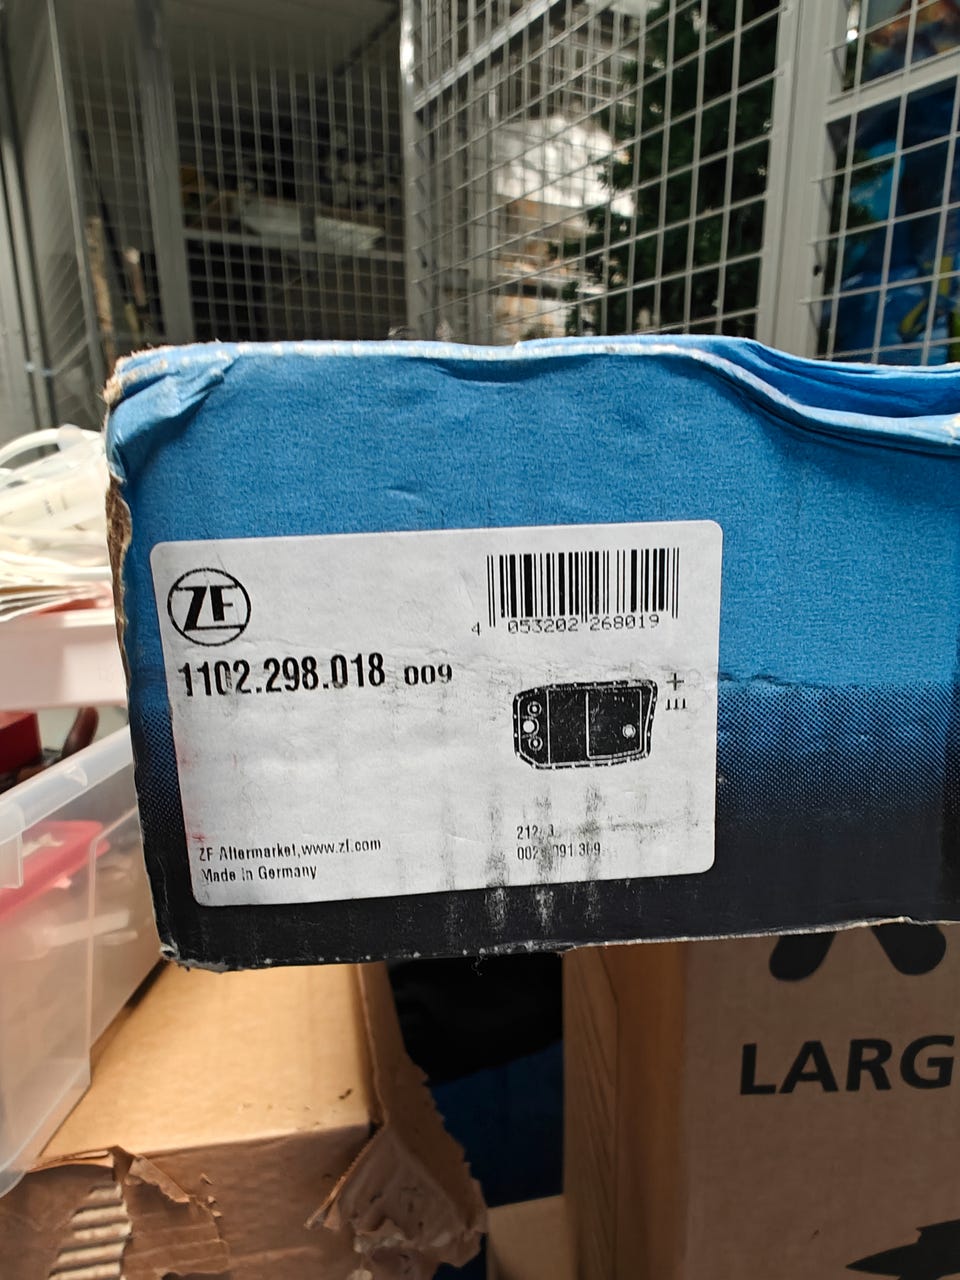 ZF
4 053202 268019
1102.298.018 009
ZF Aftermarket,www.zf.com
Made in Germany
LARG